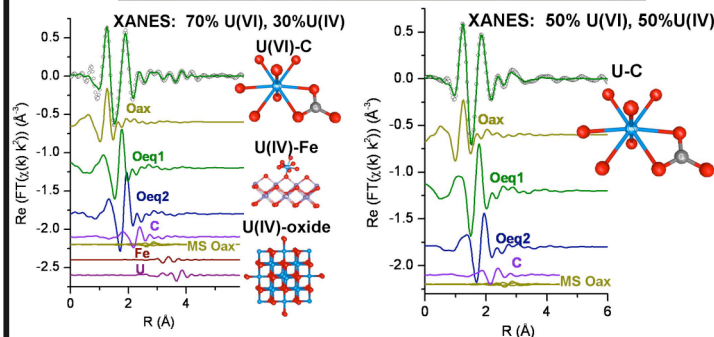 XANES: 70% U(VI), 30%U(IV)
U(VI)-C
0.5
0.0
-0.5
-1.0
-1.5
-2.0
-2.5
Re (FT(χ(k) k²)) (Å⁻³)
Oax
Oeq1
Oeq2
C
MS Oax
Fe
U
U(IV)-Fe
U(IV)-oxide
0 2 4
R (Å)
XANES: 50% U(VI), 50%U(IV)
U-C
0.5
0.0
-0.5
-1.0
-1.5
-2.0
Re (FT(χ(k) k²)) (Å⁻³)
Oax
Oeq1
Oeq2
C
MS Oax
0 2 4 6
R (Å)